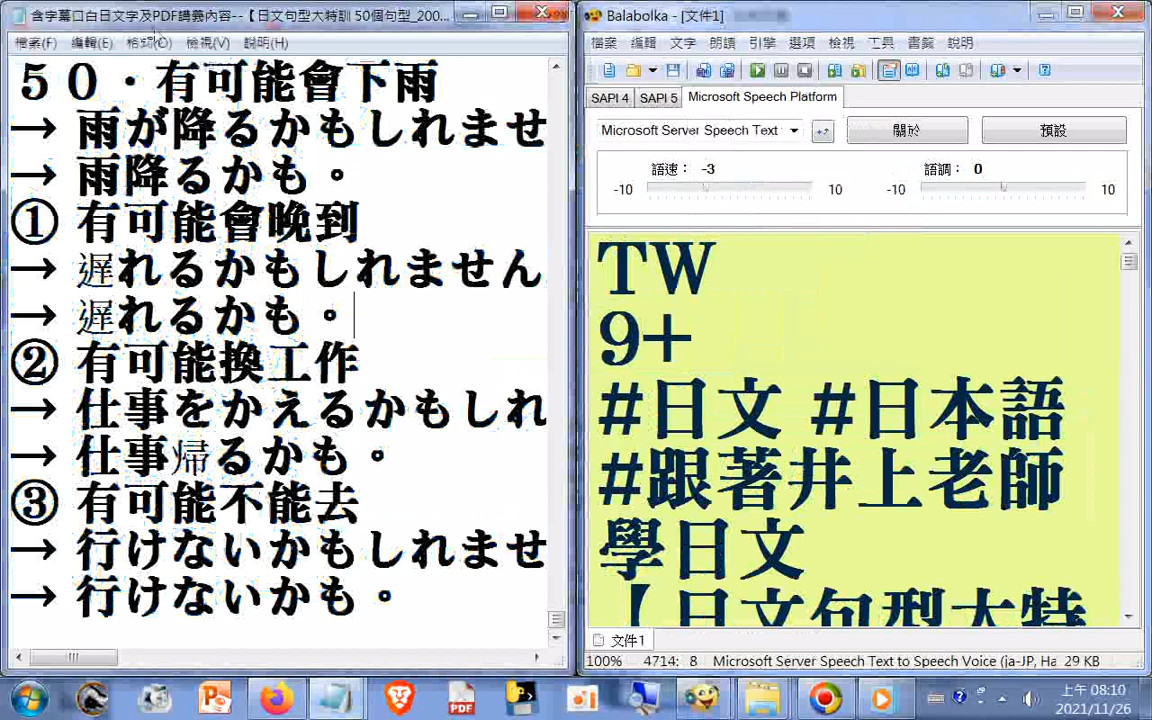 含字幕口白日文字及PDF講義內容--【日文句型大特訓 50個句型_200...
檔案(F) 編輯(E) 格式(O) 檢視(V) 說明(H)
５０．有可能會下雨
→ 雨が降るかもしれませ
→ 雨降るかも。
① 有可能會晚到
→ 遅れるかもしれません
→ 遅れるかも。
② 有可能換工作
→ 仕事をかえるかもしれ
→ 仕事帰るかも。
③ 有可能不能去
→ 行けないかもしれませ
→ 行けないかも。
Balabolka - [文件1]
檔案 編輯 文字 朗讀 引擎 選項 檢視 工具 書籤 說明
SAPI 4 SAPI 5 Microsoft Speech Platform
Microsoft Server Speech Text 關於 預設
語速： -3 語調： 0
-10 10 -10 10
TW
9+
#日文 #日本語
#跟著井上老師
學日文
【日文句型大特
文件1
100% 4714: 8 Microsoft Server Speech Text to Speech Voice (ja-JP, Ha 29 KB
PDF
上午 08:10
2021/11/26